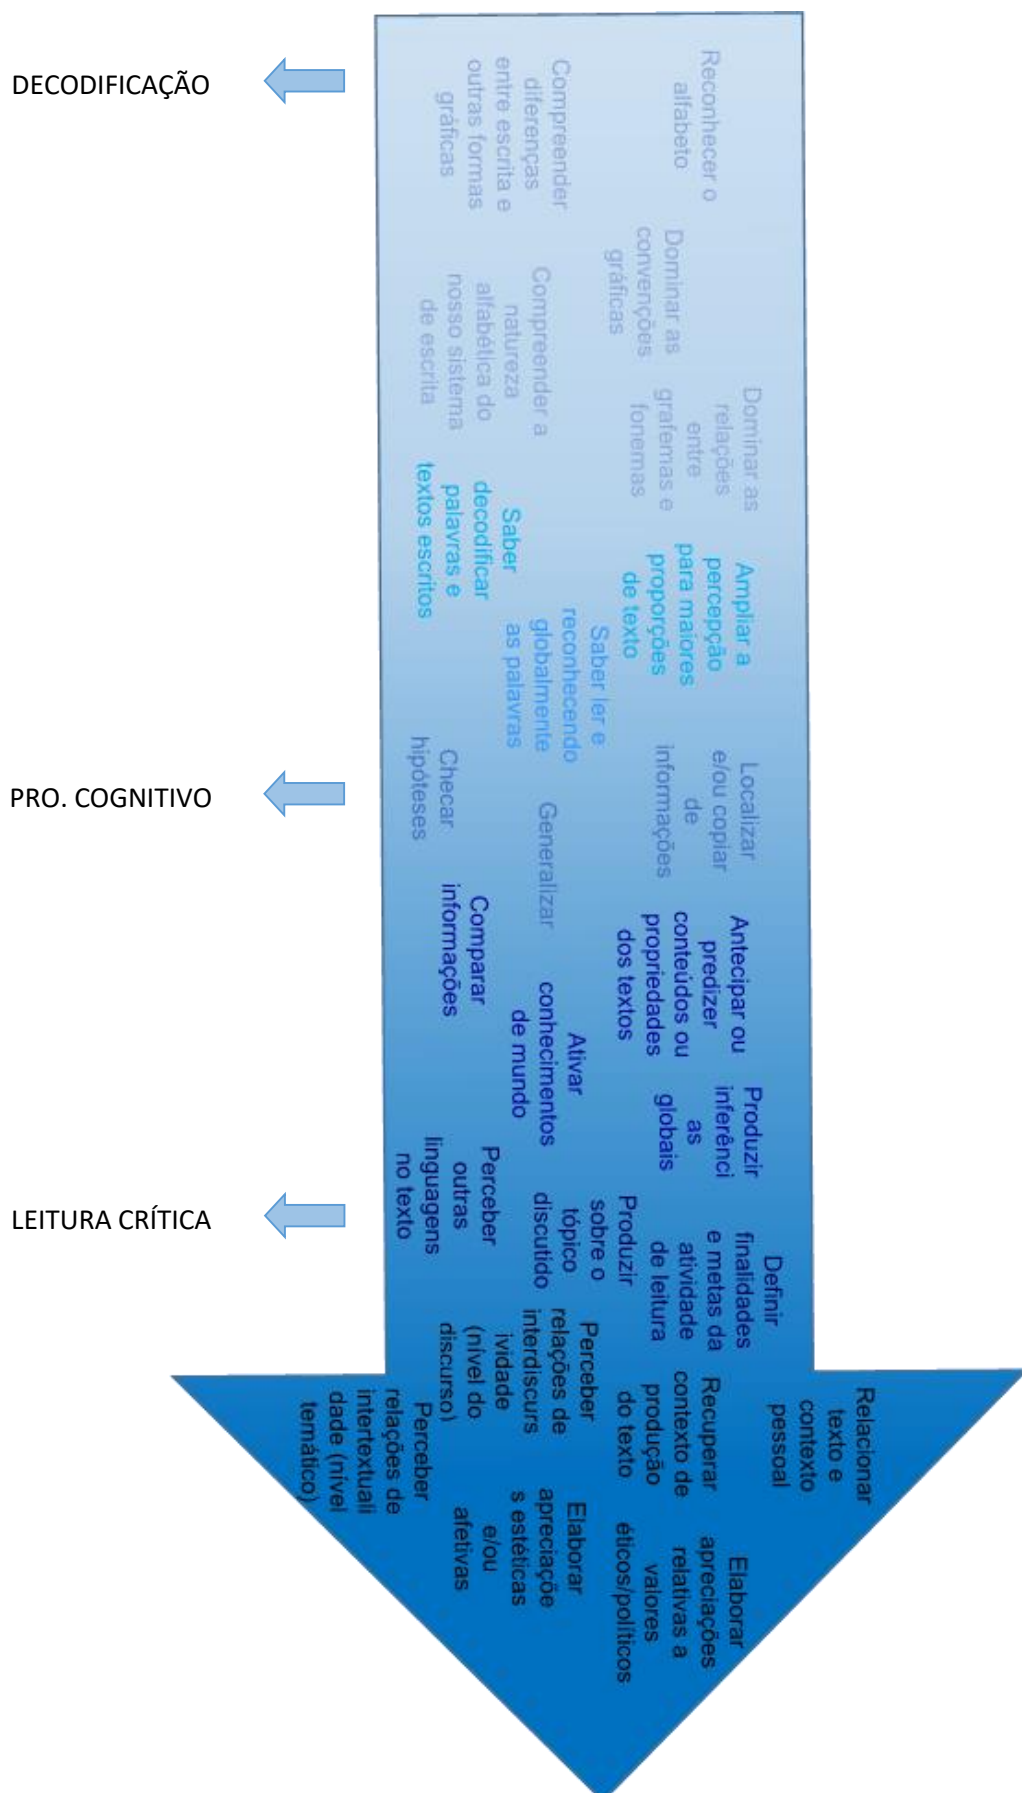 DECODIFICAÇÃO
PRO. COGNITIVO
LEITURA CRÍTICA
Reconhecer o
alfabeto
Compreender
diferenças
entre escrita e
outras formas
gráficas
Dominar as
convenções
gráficas
Compreender a
natureza
alfabética do
nosso sistema
de escrita
Dominar as
relações
entre
grafemas e
fonemas
Saber
decodificar
palavras e
textos escritos
Ampliar a
percepção
para maiores
proporções
de texto
Saber ler e
reconhecendo
globalmente
as palavras
Localizar
e/ou copiar
de
informações
Generalizar
Checar
hipóteses
Antecipar ou
predizer
conteúdos ou
propriedades
dos textos
Comparar
informações
Ativar
conhecimentos
de mundo
Produzir
inferênci
as
globais
Perceber
outras
linguagens
no texto
Produzir
sobre o
tópico
discutido
Definir
finalidades
e metas da
atividade
de leitura
Perceber
relações de
interdiscurs
ividade
(nível do
discurso)
Recuperar
contexto de
produção
do texto
Relacionar
texto e
contexto
pessoal
Perceber
relações de
intertextuali
dade (nível
temático)
Elaborar
apreciaçõe
s estéticas
e/ou
afetivas
Elaborar
apreciações
relativas a
valores
éticos/políticos